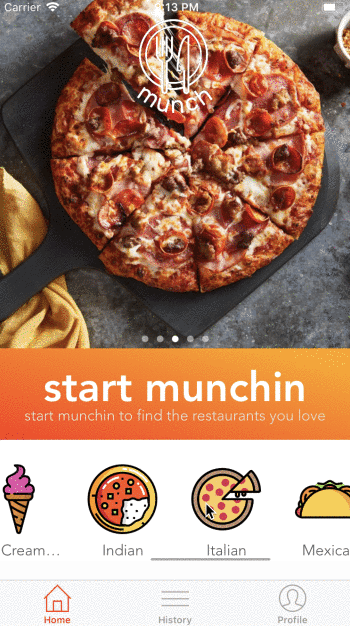 Carrier 5:13 PM
munch
start munchin
start munchin to find the restaurants you love
Cream…
Indian
Italian
Mexica
Home
History
Profile